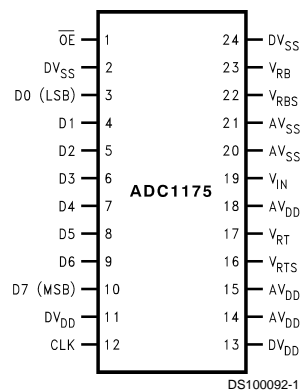 OE 1 24 DVSS
DVSS 2 23 VRB
D0 (LSB) 3 22 VRBS
D1 4 21 AVSS
D2 5 20 AVSS
D3 6 19 VIN
ADC1175
D4 7 18 AVDD
D5 8 17 VRT
D6 9 16 VRTS
D7 (MSB) 10 15 AVDD
DVDD 11 14 AVDD
CLK 12 13 DVDD
DS100092-1